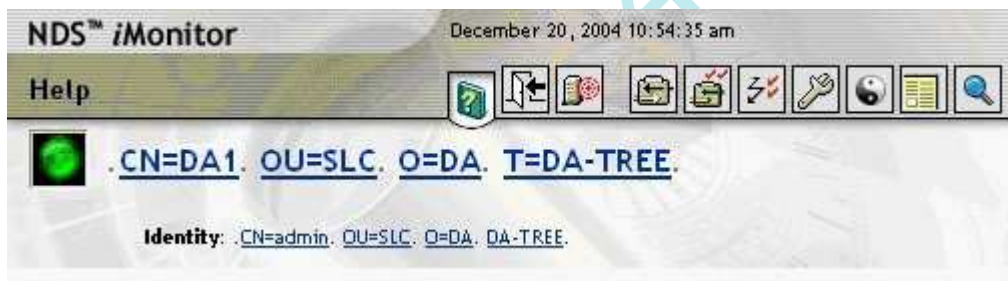 NDS™ iMonitor
December 20, 2004 10:54:35 am
Help
.CN=DA1. OU=SLC. O=DA. T=DA-TREE.
Identity: .CN=admin. OU=SLC. O=DA. DA-TREE.